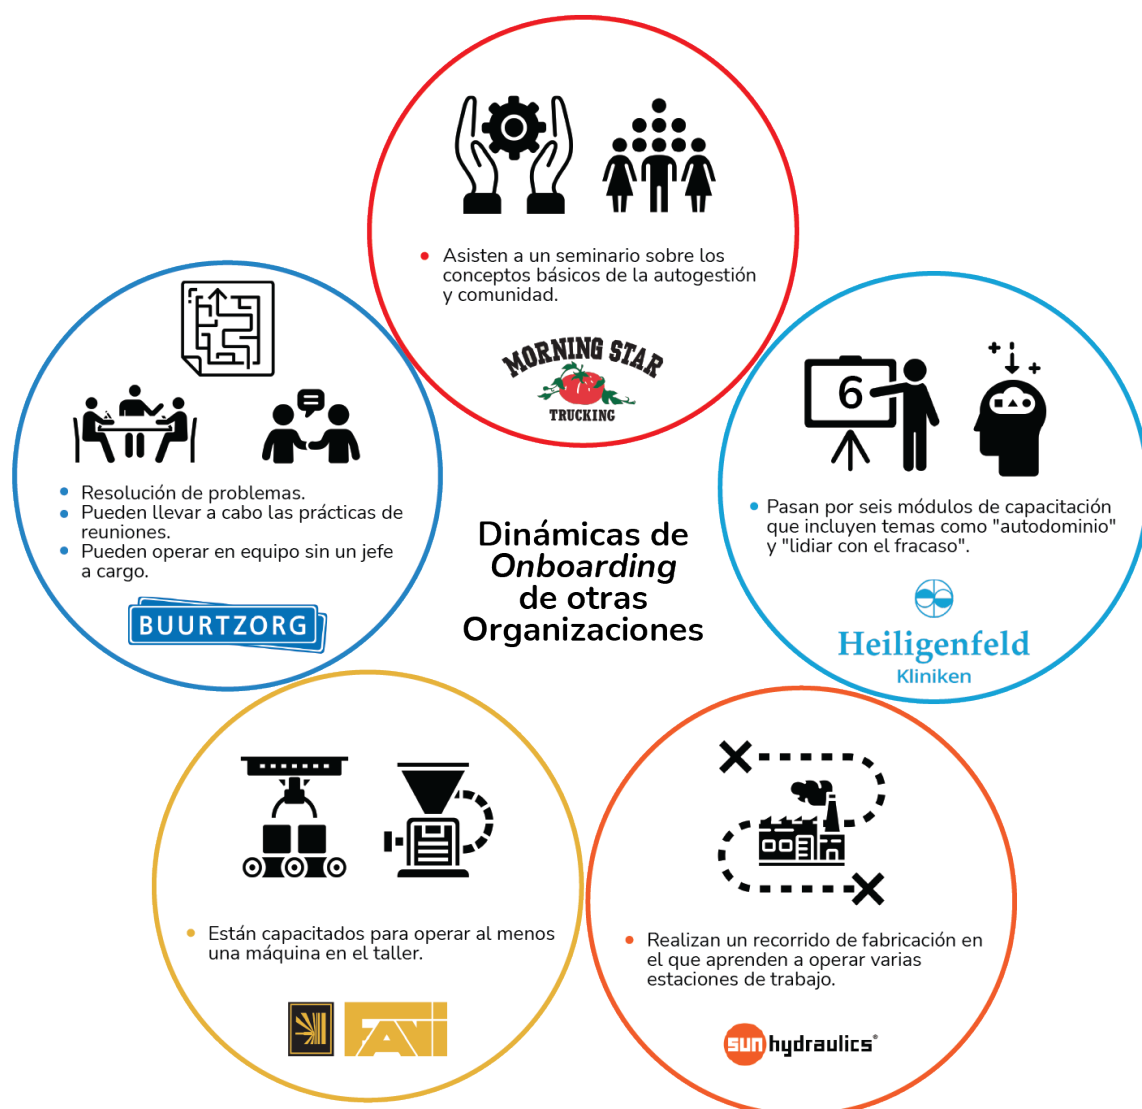 Asisten a un seminario sobre los
conceptos básicos de la autogestión
y comunidad.
MORNING STAR
TRUCKING
Resolución de problemas.
Pueden llevar a cabo las prácticas de
reuniones.
Pueden operar en equipo sin un jefe
a cargo.
BUURTZORG
Dinámicas de
Onboarding
de otras
Organizaciones
6
Pasan por seis módulos de capacitación
que incluyen temas como "autodominio"
y "lidiar con el fracaso".
Heiligenfeld
Kliniken
Están capacitados para operar al menos
una máquina en el taller.
FAVI
Realizan un recorrido de fabricación en
el que aprenden a operar varias
estaciones de trabajo.
sun hydraulics®